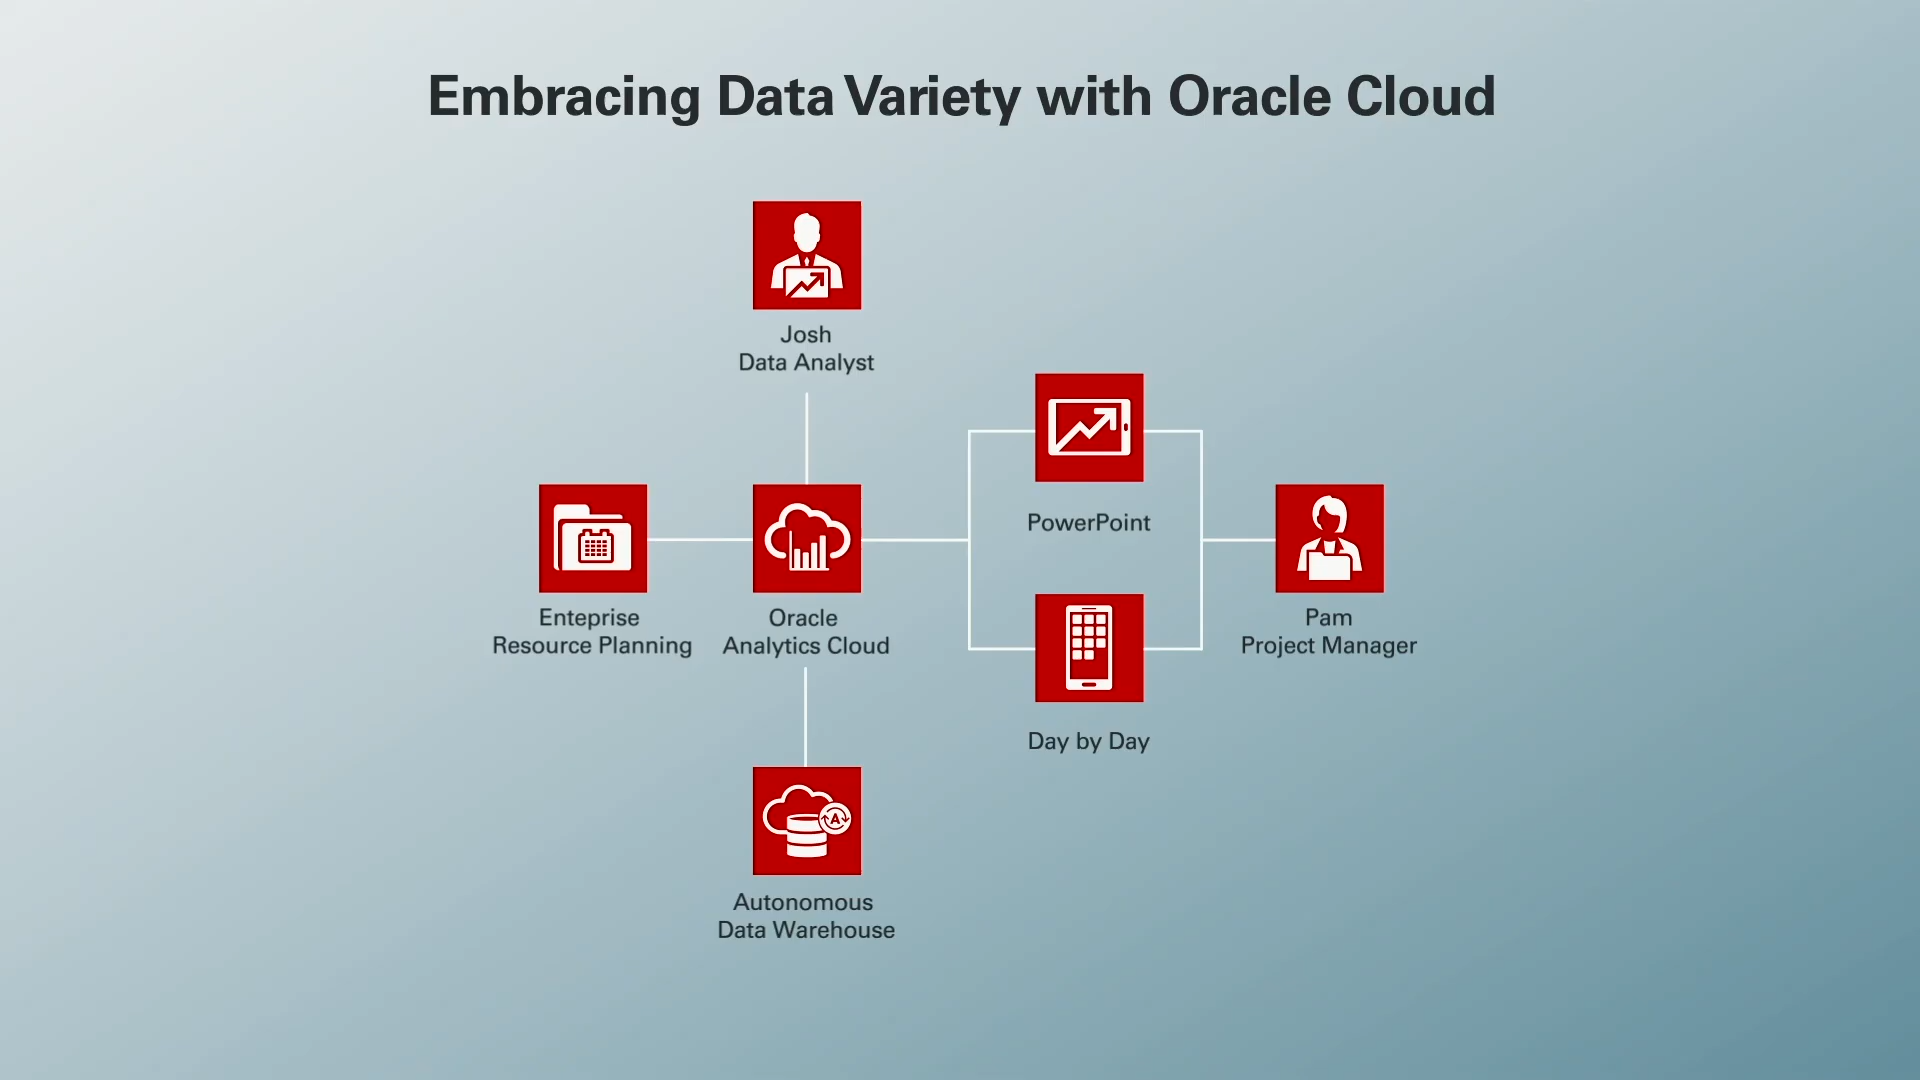 Embracing Data Variety with Oracle Cloud
Josh
Data Analyst
PowerPoint
Enteprise
Resource Planning
Oracle
Analytics Cloud
Pam
Project Manager
Day by Day
A
Autonomous
Data Warehouse